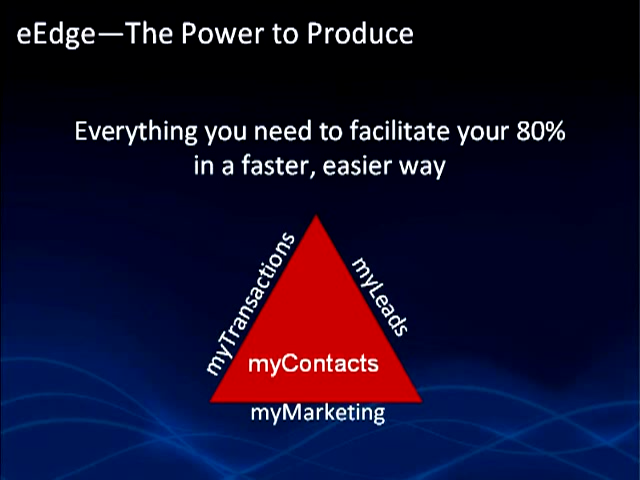 eEdge—The Power to Produce
Everything you need to facilitate your 80%
in a faster, easier way
myTransactions
myLeads
myContacts
myMarketing